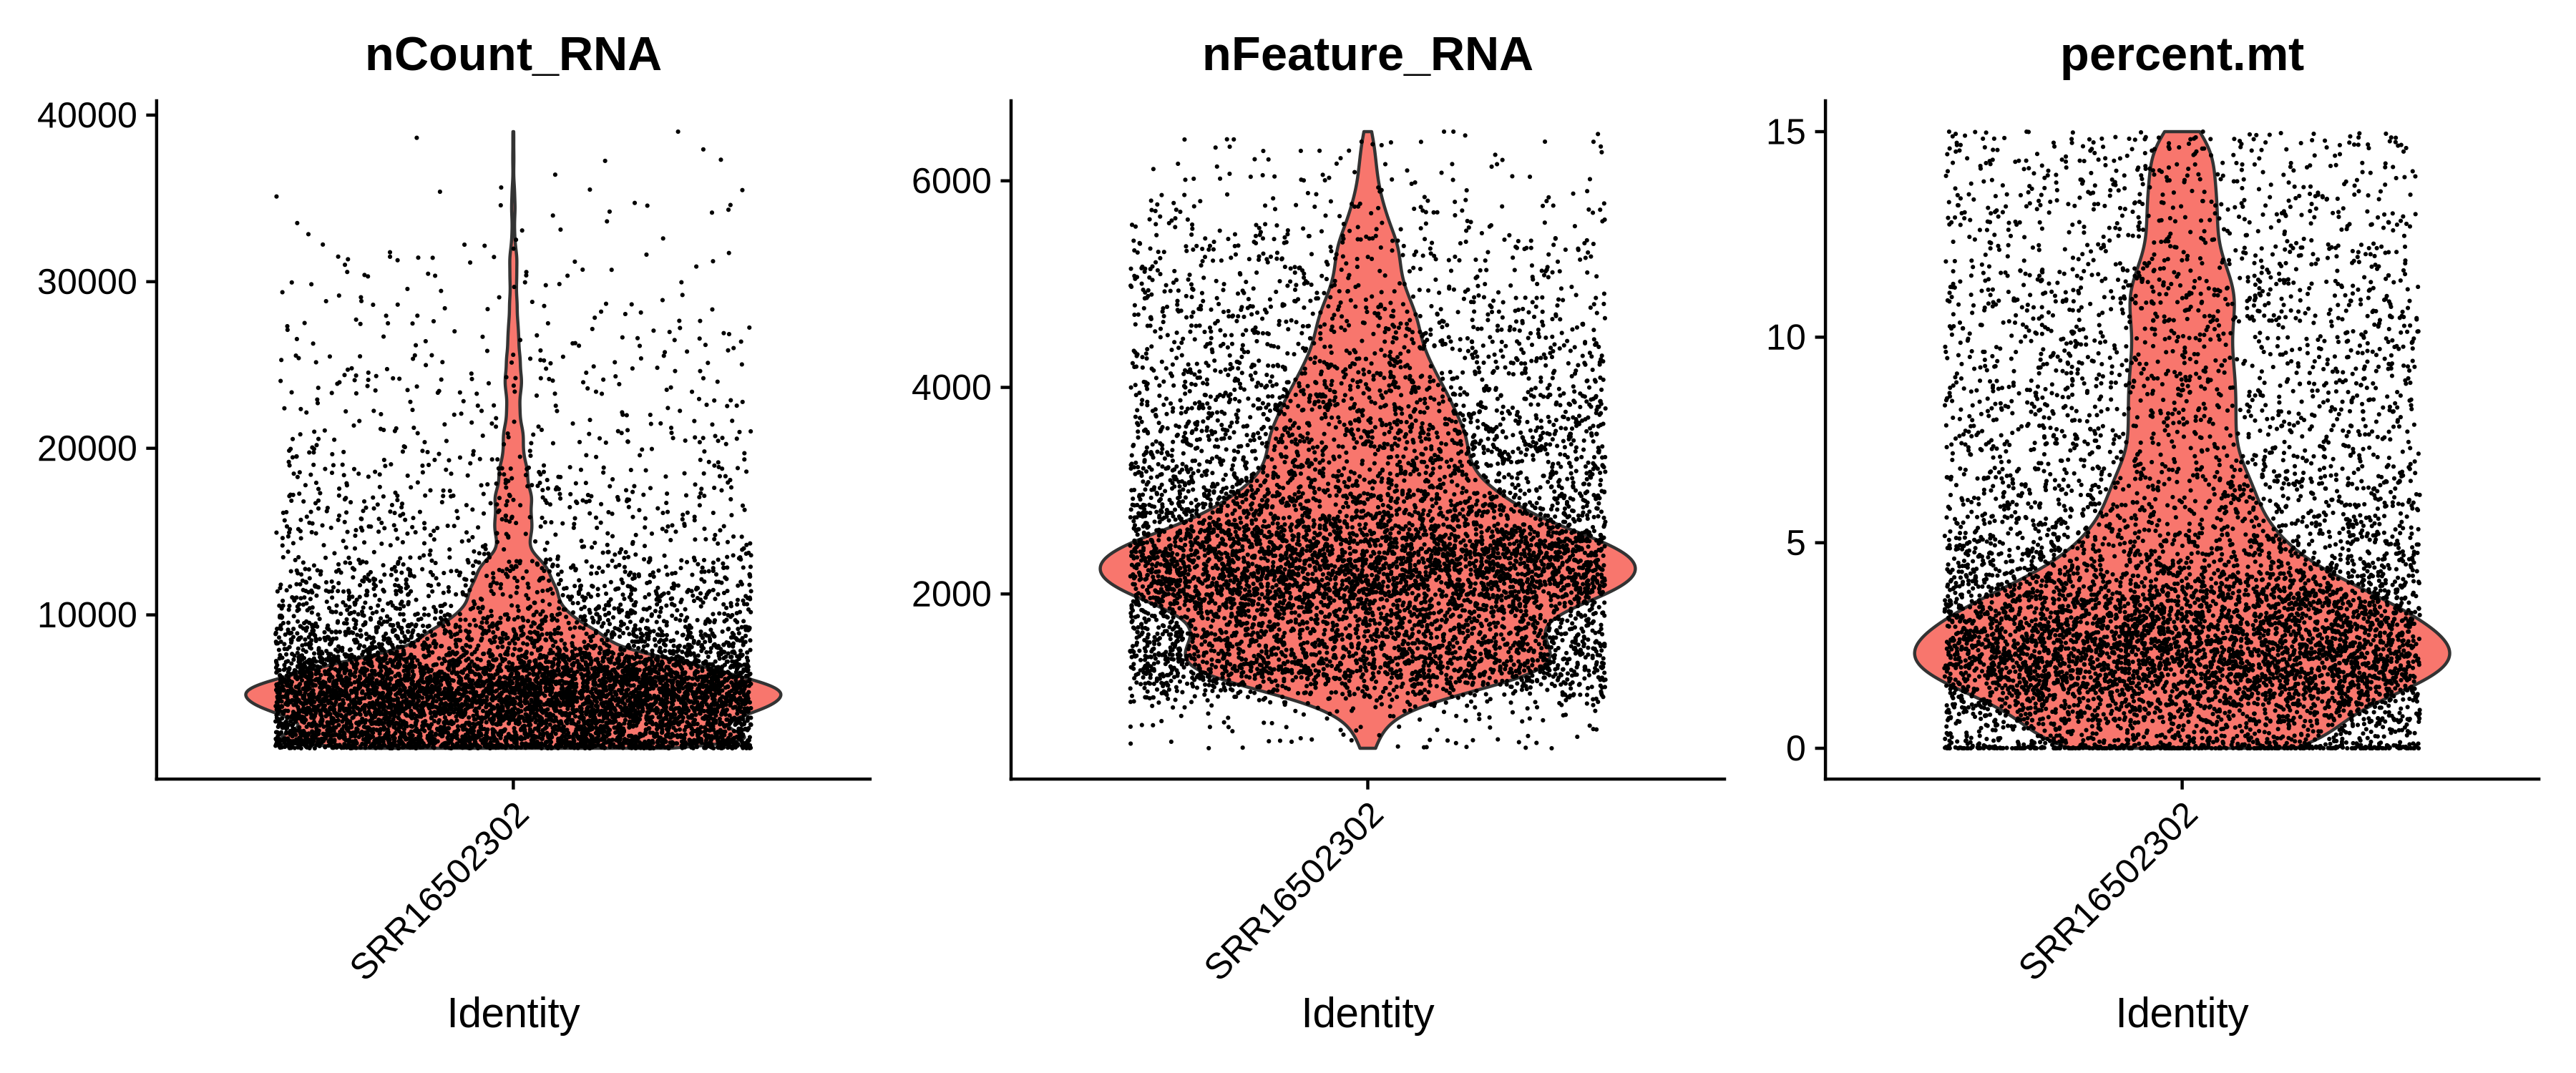 nCount_RNA
40000
30000
20000
10000
SRR16502302
Identity
nFeature_RNA
6000
4000
2000
SRR16502302
Identity
percent.mt
15
10
5
0
SRR16502302
Identity